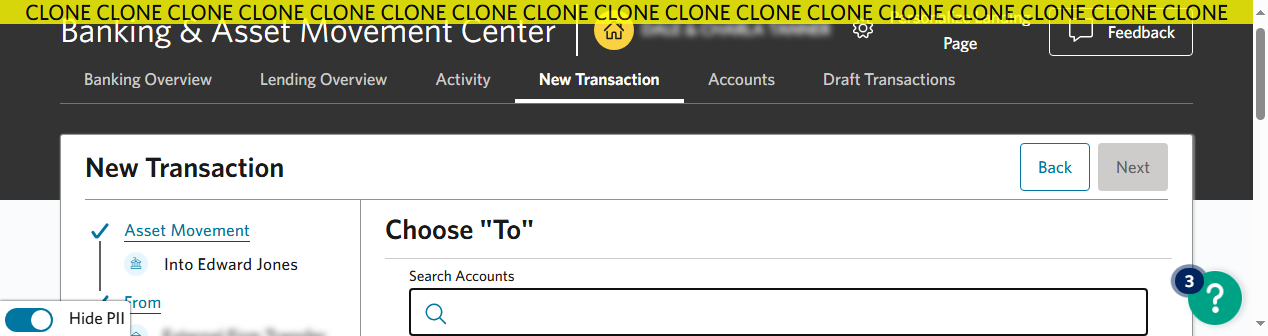 CLONE CLONE CLONE CLONE CLONE CLONE CLONE CLONE CLONE CLONE CLONE CLONE CLONE CLONE CLONE CLONE CLONE
Banking & Asset Movement Center
Page
Feedback
Banking Overview Lending Overview Activity New Transaction Accounts Draft Transactions
New Transaction
Back Next
Asset Movement
Into Edward Jones
From
Choose "To"
Search Accounts
3
?
Hide PII